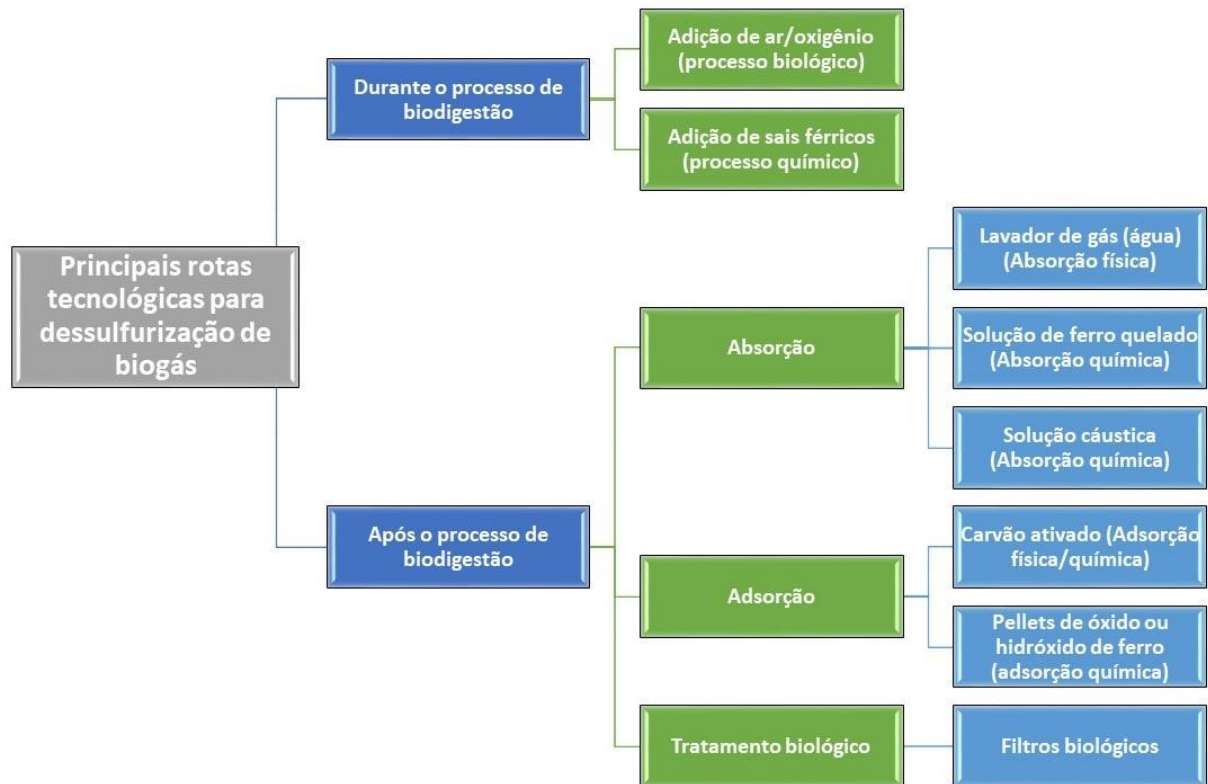 Principais rotas
tecnológicas para
dessulfurização de
biogás
Durante o processo de
biodigestão
Adição de ar/oxigênio
(processo biológico)
Adição de sais férricos
(processo químico)
Após o processo de
biodigestão
Absorção
Lavador de gás (água)
(Absorção física)
Solução de ferro quelado
(Absorção química)
Solução cáustica
(Absorção química)
Adsorção
Carvão ativado (Adsorção
física/química)
Pellets de óxido ou
hidróxido de ferro
(adsorção química)
Tratamento biológico
Filtros biológicos